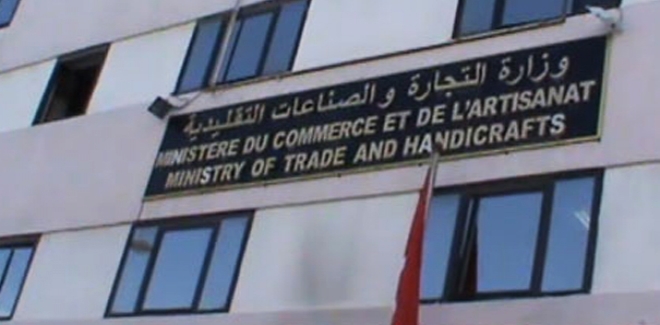 وزارة التجارة والصناعات التقليدية
MINISTERE DU COMMERCE ET DE L'ARTISANAT
MINISTRY OF TRADE AND HANDICRAFTS